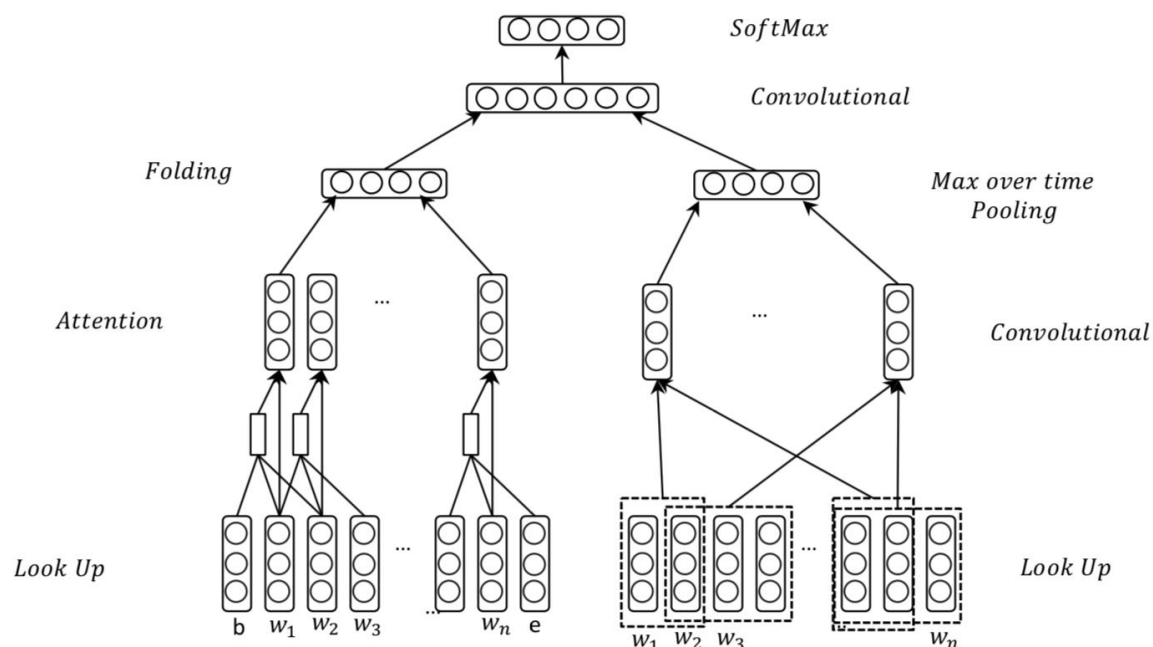 SoftMax
Convolutional
Folding
Max over time
Pooling
...
...
Attention
Convolutional
...
...
Look Up
Look Up
...
..
b w₁ w₂ w₃ wₙ e
w₁ w₂ w₃ wₙ